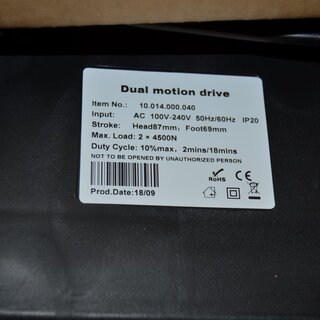 Dual motion drive
Item No.: 10.014.000.040
Input: AC 100V-240V 50Hz/60Hz IP20
Stroke: Head87mm; Foot69mm
Max. Load: 2 × 4500N
Duty Cycle: 10%max, 2mins/18mins
NOT TO BE OPENED BY UNAUTHORIZED PERSON
RoHS CE
Prod.Date:18/09